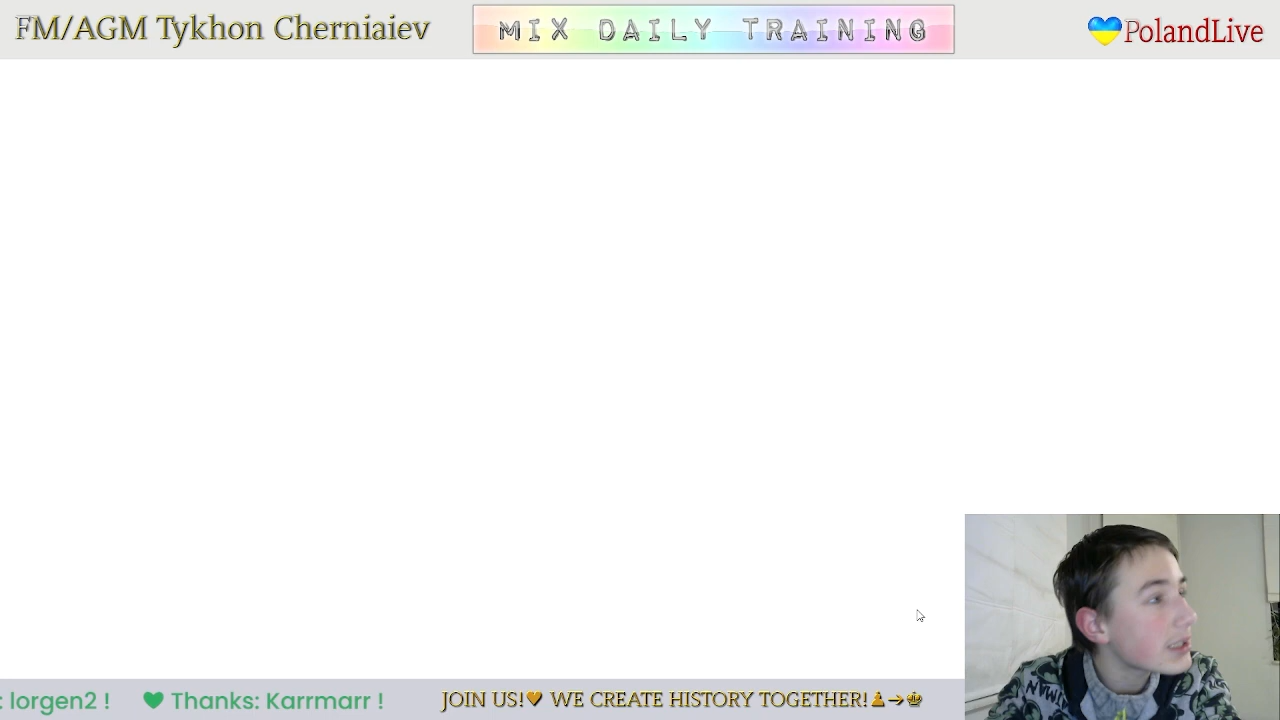 FM/AGM Tykhon Cherniaiev
MIX DAILY TRAINING
PolandLive
: lorgen2 !
Thanks: Karrmarr !
JOIN US! WE CREATE HISTORY TOGETHER!